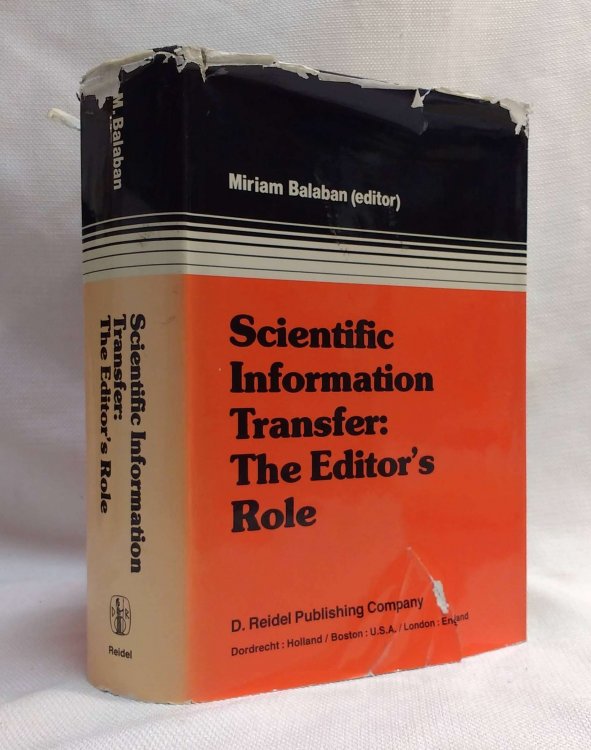 M. Balaban
Scientific Information
Transfer:
The Editor's Role
Reidel
Miriam Balaban (editor)
Scientific
Information
Transfer:
The Editor's
Role
D. Reidel Publishing Company
Dordrecht : Holland / Boston : U.S.A. / London : England